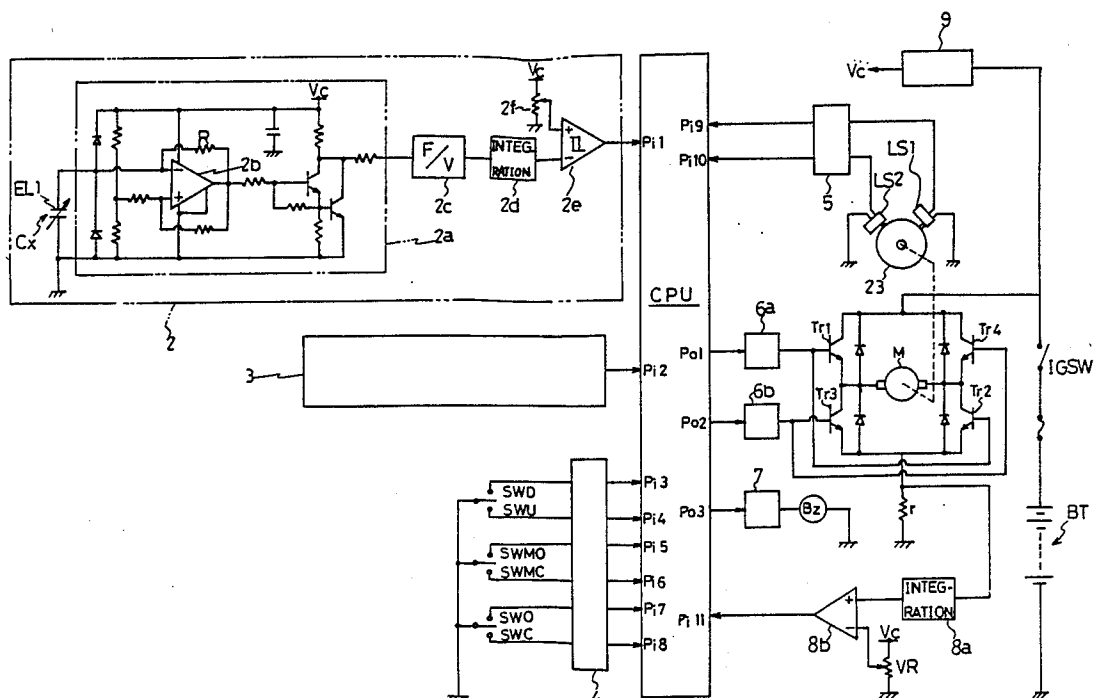 9
Vc
Vc
2f
Vc
R
2b
EL1
Cx
F/V
2c
INTEG-
RATION
2d
2e
2a
2
Pi1
CPU
Pi9
Pi10
5
LS1
LS2
23
3
Pi2
Po1
6a
Tr1
Tr4
M
Tr3
Tr2
Po2
6b
IGSW
Po3
7
Bz
r
BT
SWD
SWU
SWMO
SWMC
SWO
SWC
4
Pi3
Pi4
Pi5
Pi6
Pi7
Pi8
Pi11
8b
INTEG-
RATION
8a
Vc
VR